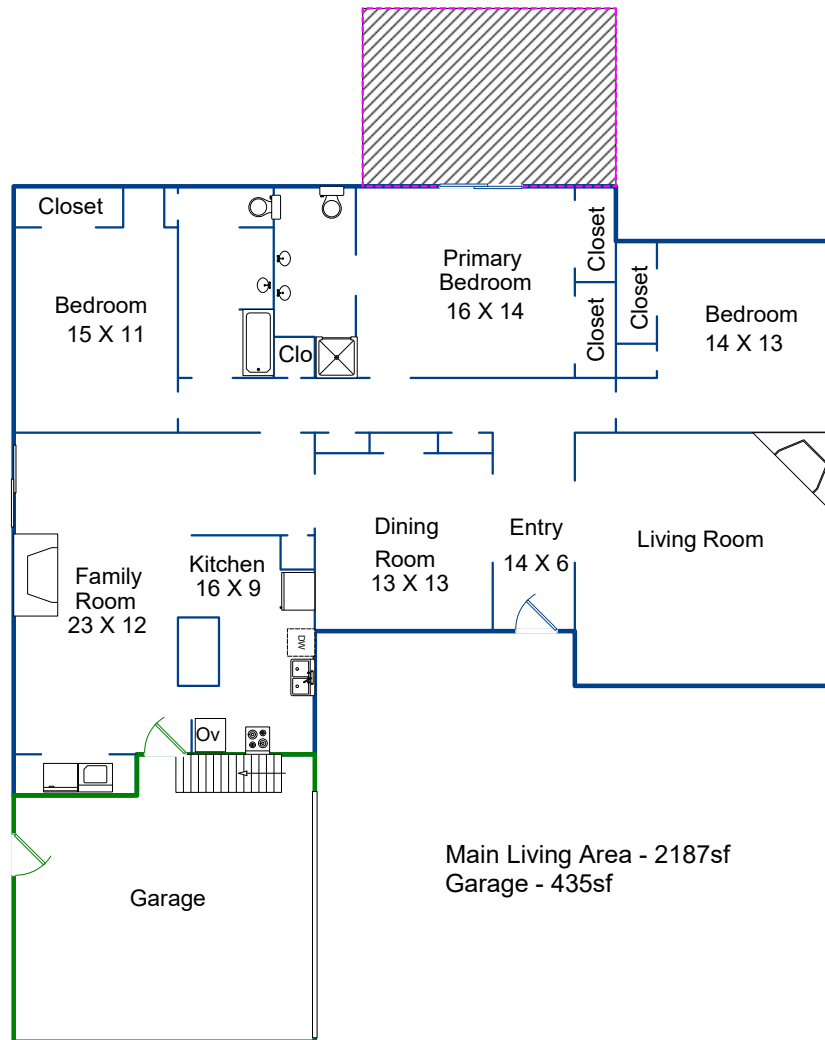 Closet
Bedroom
15 X 11
Clo
Primary
Bedroom
16 X 14
Closet
Closet
Closet
Bedroom
14 X 13
Family
Room
23 X 12
Kitchen
16 X 9
DW
Ov
Dining
Room
13 X 13
Entry
14 X 6
Living Room
Garage
Main Living Area - 2187sf
Garage - 435sf